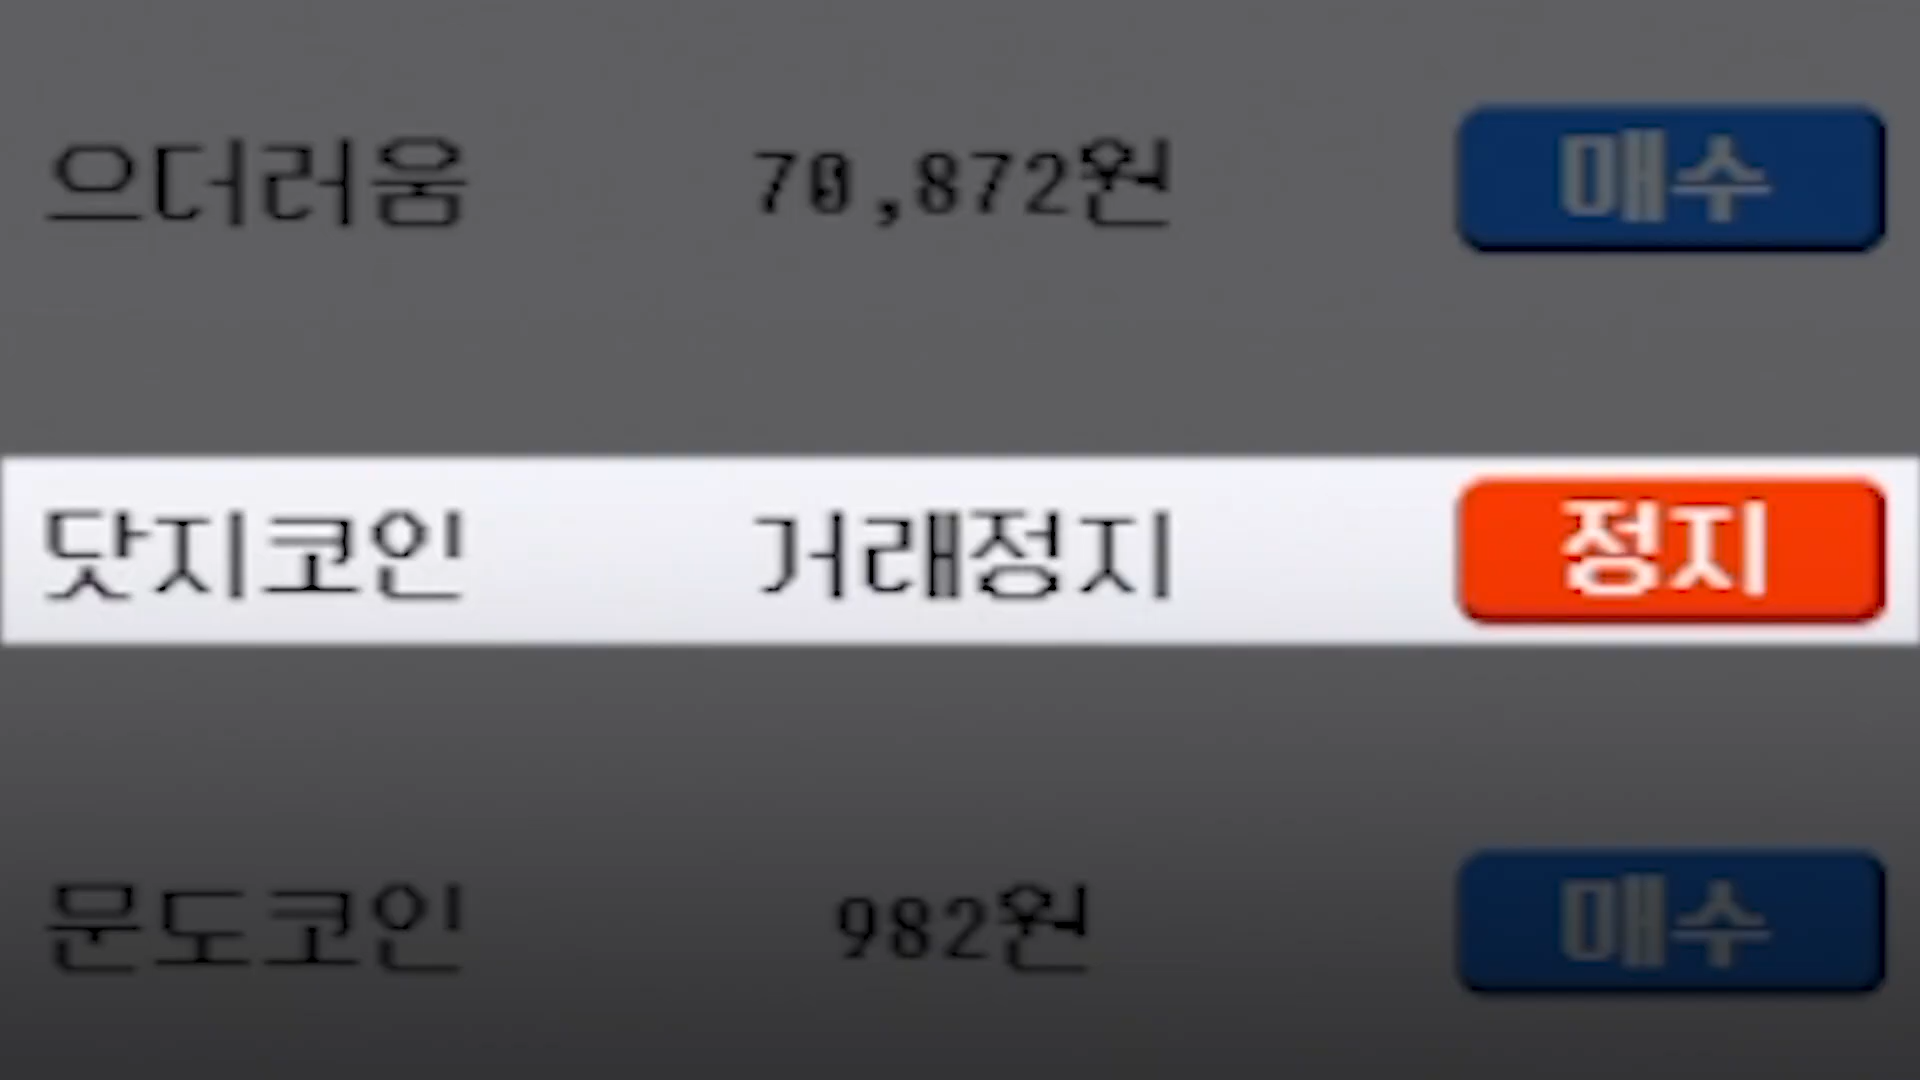 으더러움 70,872원 매수
닷지코인 거래정지 정지
문도코인 982원 매수